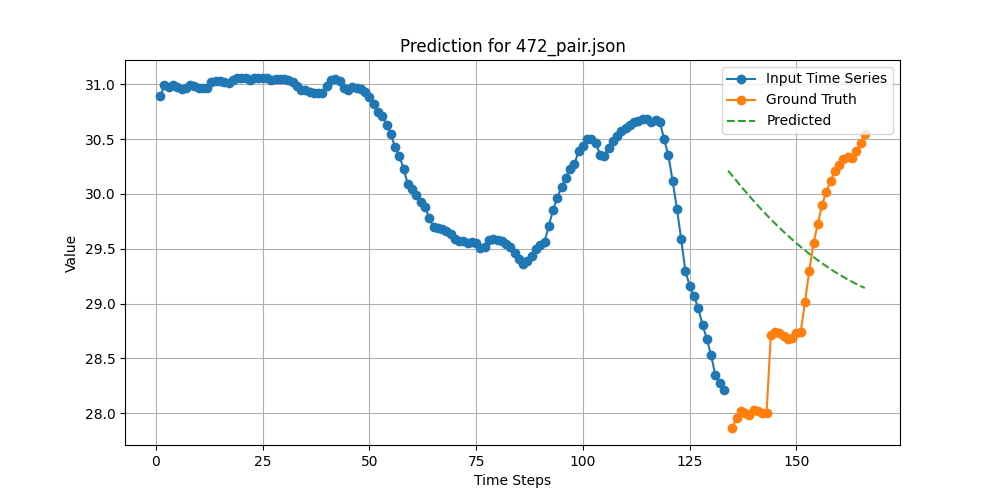 Prediction for 472_pair.json
Input Time Series
Ground Truth
Predicted
Value
31.0
30.5
30.0
29.5
29.0
28.5
28.0
0 25 50 75 100 125 150
Time Steps